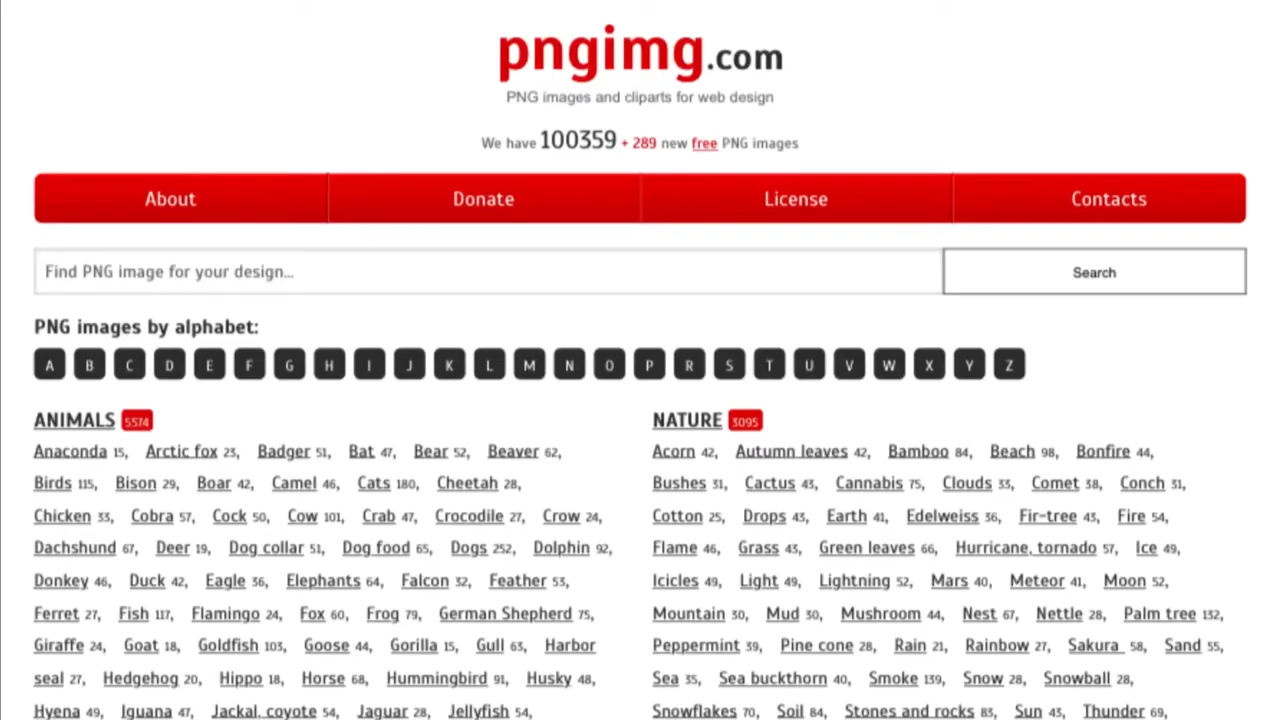 pngimg.com
PNG images and cliparts for web design
We have 100359 + 289 new free PNG images
About Donate License Contacts
Find PNG image for your design... Search
PNG images by alphabet:
A B C D E F G H I J K L M N O P R S T U V W X Y Z
ANIMALS 5574
Anaconda 15, Arctic fox 23, Badger 51, Bat 47, Bear 52, Beaver 62,
Birds 115, Bison 29, Boar 42, Camel 46, Cats 180, Cheetah 28,
Chicken 33, Cobra 57, Cock 50, Cow 101, Crab 47, Crocodile 27, Crow 24,
Dachshund 67, Deer 19, Dog collar 51, Dog food 65, Dogs 252, Dolphin 92,
Donkey 46, Duck 42, Eagle 36, Elephants 64, Falcon 32, Feather 53,
Ferret 27, Fish 117, Flamingo 24, Fox 60, Frog 79, German Shepherd 75,
Giraffe 24, Goat 18, Goldfish 103, Goose 44, Gorilla 15, Gull 63, Harbor
seal 27, Hedgehog 20, Hippo 18, Horse 68, Hummingbird 91, Husky 48,
Hyena 49, Iguana 47, Jackal, coyote 54, Jaguar 28, Jellyfish 54,
NATURE 3095
Acorn 42, Autumn leaves 42, Bamboo 84, Beach 98, Bonfire 44,
Bushes 31, Cactus 43, Cannabis 75, Clouds 33, Comet 38, Conch 31,
Cotton 25, Drops 43, Earth 41, Edelweiss 36, Fir-tree 43, Fire 54,
Flame 46, Grass 43, Green leaves 66, Hurricane, tornado 57, Ice 49,
Icicles 49, Light 49, Lightning 52, Mars 40, Meteor 41, Moon 52,
Mountain 30, Mud 30, Mushroom 44, Nest 67, Nettle 28, Palm tree 132,
Peppermint 39, Pine cone 28, Rain 21, Rainbow 27, Sakura 58, Sand 55,
Sea 35, Sea buckthorn 40, Smoke 139, Snow 28, Snowball 28,
Snowflakes 70, Soil 84, Stones and rocks 83, Sun 43, Thunder 69,